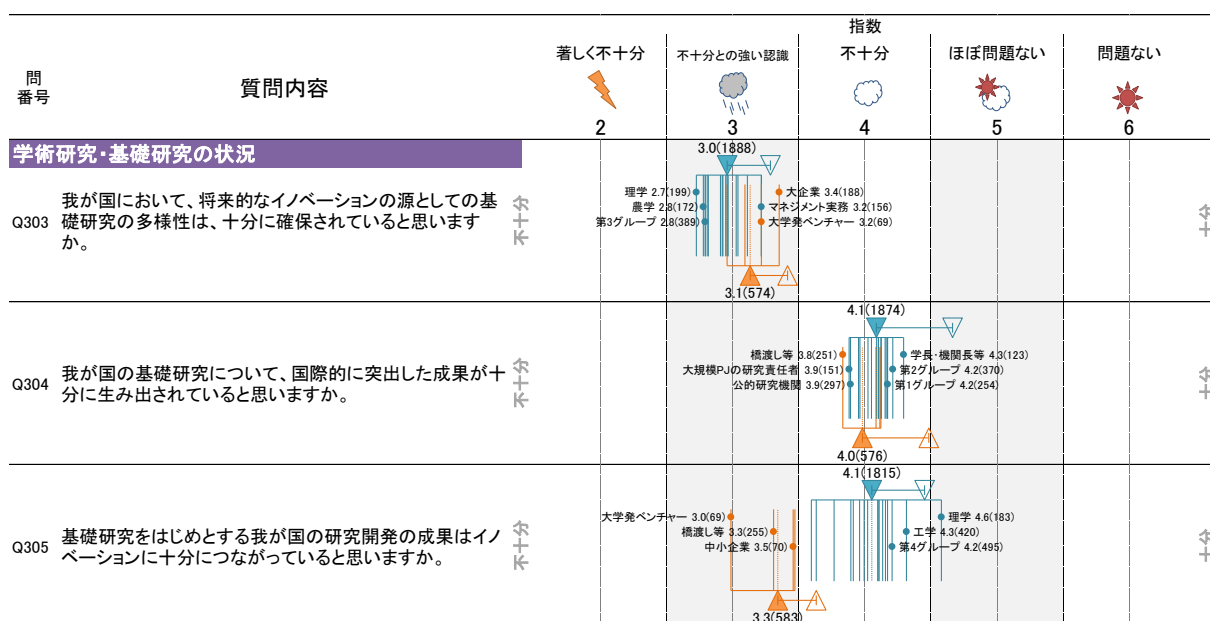 指数
著しく不十分
不十分との強い認識
不十分
ほぼ問題ない
問題ない
問
番号
質問内容
2
3
4
5
6
学術研究・基礎研究の状況
Q303
我が国において、将来的なイノベーションの源としての基
礎研究の多様性は、十分に確保されていると思います
か。
不十分
3.0(1888)
理学 2.7(199)
農学 2.8(172)
第3グループ 2.8(389)
大企業 3.4(188)
マネジメント実務 3.2(156)
大学発ベンチャー 3.2(69)
3.1(574)
十分
Q304
我が国の基礎研究について、国際的に突出した成果が十
分に生み出されていると思いますか。
不十分
4.1(1874)
橋渡し等 3.8(251)
大規模PJの研究責任者 3.9(151)
公的研究機関 3.9(297)
学長・機関長等 4.3(123)
第2グループ 4.2(370)
第1グループ 4.2(254)
4.0(576)
十分
Q305
基礎研究をはじめとする我が国の研究開発の成果はイノ
ベーションに十分につながっていると思いますか。
不十分
4.1(1815)
大学発ベンチャー 3.0(69)
橋渡し等 3.3(255)
中小企業 3.5(70)
理学 4.6(183)
工学 4.3(420)
第4グループ 4.2(495)
3.3(583)
十分